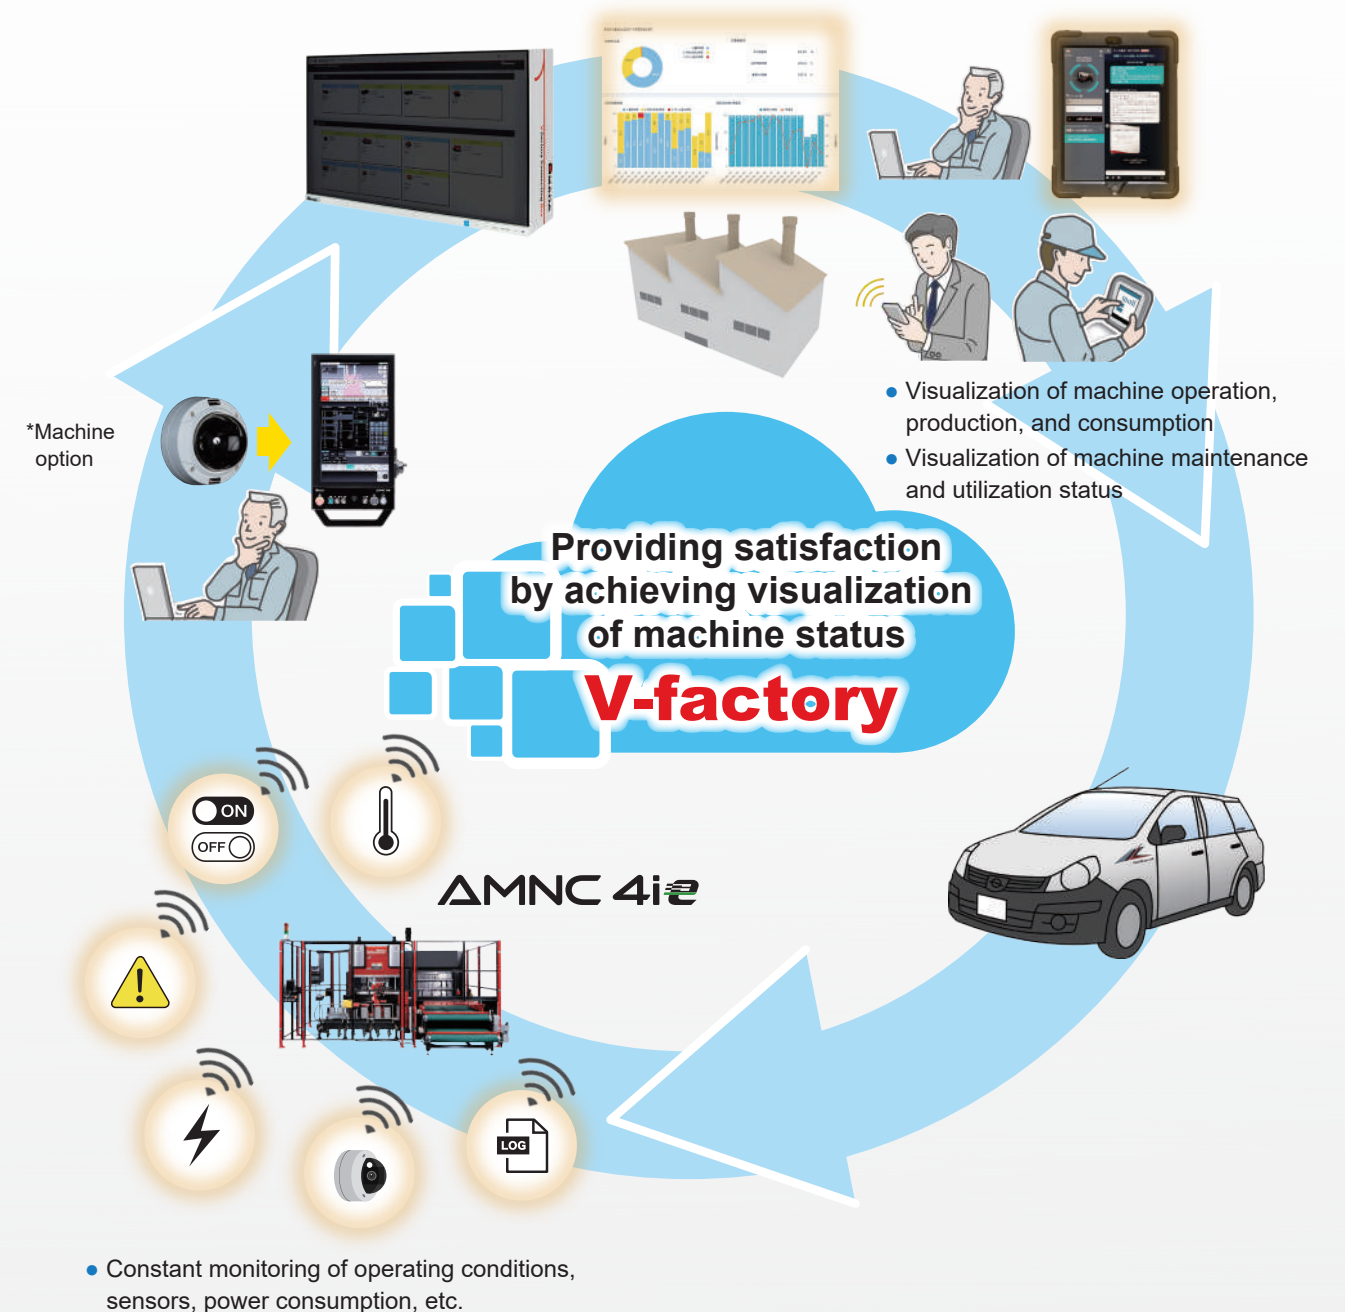 *Machine
option
● Visualization of machine operation,
production, and consumption
● Visualization of machine maintenance
and utilization status
Providing satisfaction
by achieving visualization
of machine status
V-factory
ON
OFF
AMNC 4ie
LOG
● Constant monitoring of operating conditions,
sensors, power consumption, etc.